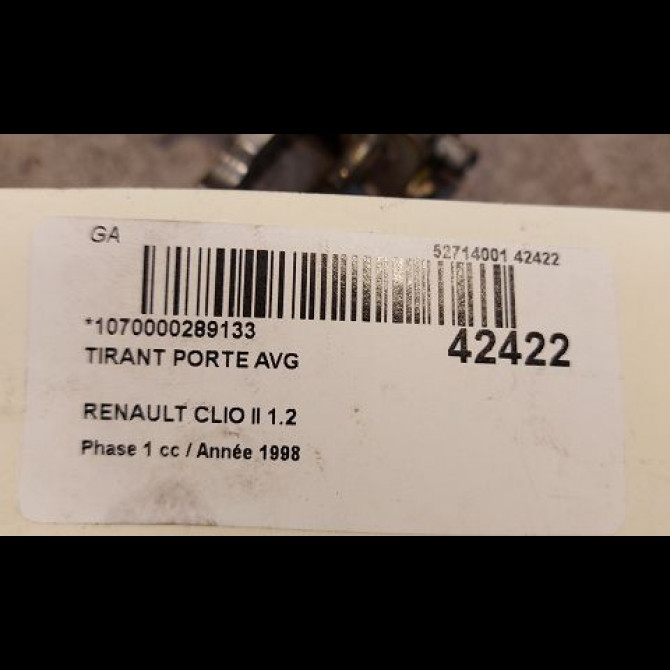 GA
52714001 42422
*1070000289133
42422
TIRANT PORTE AVG
RENAULT CLIO II 1.2
Phase 1 cc / Année 1998